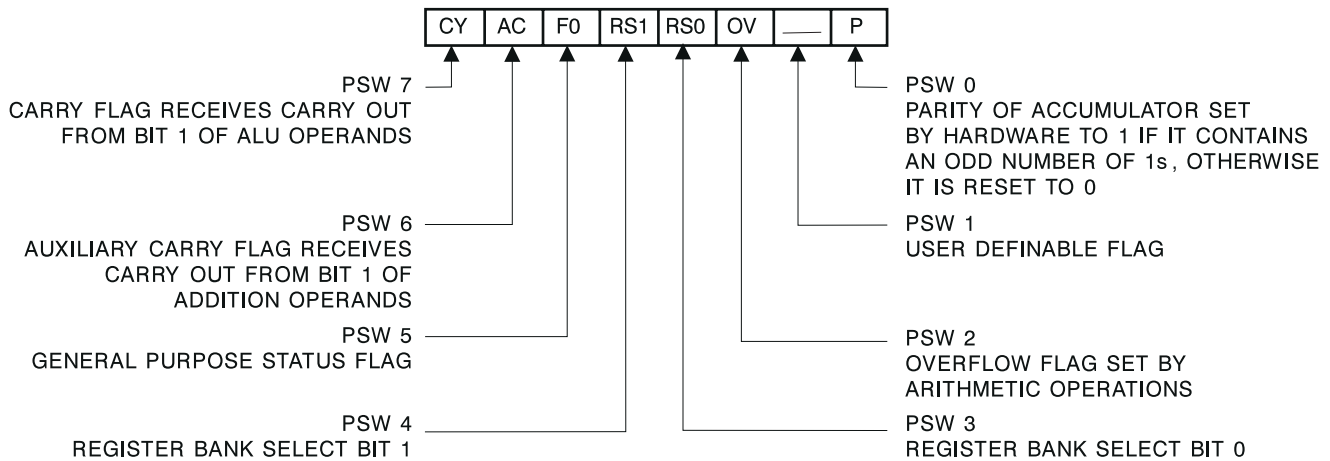 CY AC F0 RS1 RS0 OV P
PSW 7
CARRY FLAG RECEIVES CARRY OUT
FROM BIT 1 OF ALU OPERANDS
PSW 0
PARITY OF ACCUMULATOR SET
BY HARDWARE TO 1 IF IT CONTAINS
AN ODD NUMBER OF 1s, OTHERWISE
IT IS RESET TO 0
PSW 6
AUXILIARY CARRY FLAG RECEIVES
CARRY OUT FROM BIT 1 OF
ADDITION OPERANDS
PSW 1
USER DEFINABLE FLAG
PSW 5
GENERAL PURPOSE STATUS FLAG
PSW 2
OVERFLOW FLAG SET BY
ARITHMETIC OPERATIONS
PSW 4
REGISTER BANK SELECT BIT 1
PSW 3
REGISTER BANK SELECT BIT 0